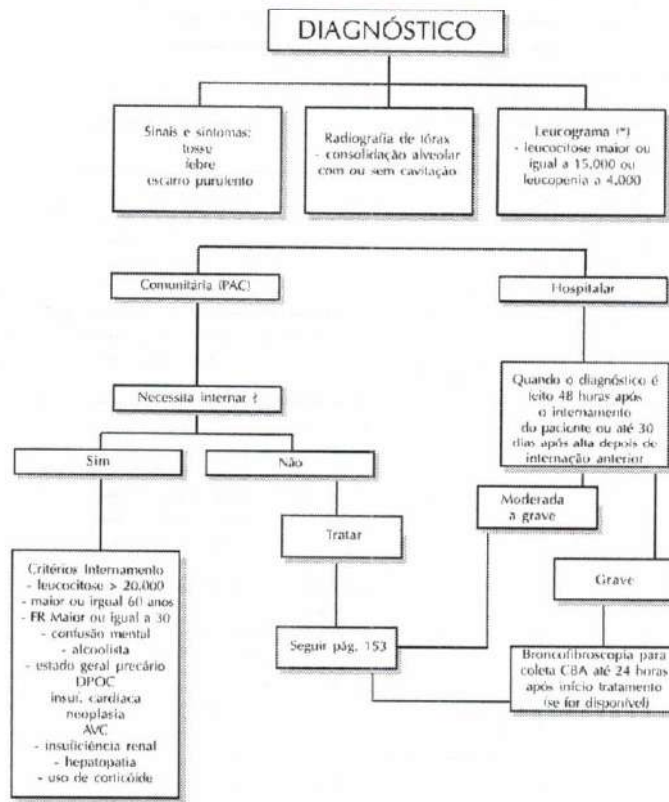 DIAGNÓSTICO
Sinais e sintomas:
tosse
febre
escarro purulento
Radiografia de tórax
- consolidação alveolar
com ou sem cavitação
Leucograma (*)
- leucocitose maior ou
igual a 15,000 ou
leucopenia a 4,000
Comunitária (PAC)
Hospitalar
Necessita internar ?
Quando o diagnóstico é
feito 48 horas após
o internamento
do paciente ou até 30
dias após alta depois de
internação anterior
Sim
Não
Moderada
a grave
Tratar
Grave
Critérios Internamento
- leucocitose > 20,000
- maior ou irgual 60 anos
- FR Maior ou igual a 30
- confusão mental
- alcoolista
- estado geral precário
DPOC
insuf. cardíaca
neoplasia
AVC
- insuficiência renal
- hepatopatia
- uso de corticóide
Seguir pág. 153
Broncofibroscopia para
coleta CBA até 24 horas
após início tratamento
(se for disponível)